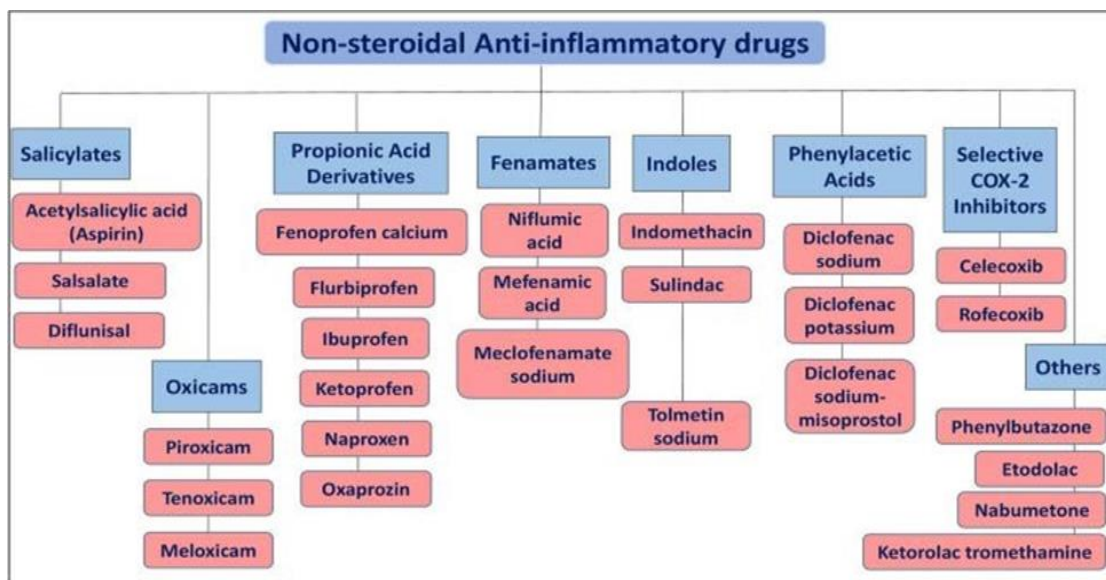 Non-steroidal Anti-inflammatory drugs
Salicylates
Acetylsalicylic acid
(Aspirin)
Salsalate
Diflunisal
Oxicams
Piroxicam
Tenoxicam
Meloxicam
Propionic Acid
Derivatives
Fenoprofen calcium
Flurbiprofen
Ibuprofen
Ketoprofen
Naproxen
Oxaprozin
Fenamates
Niflumic
acid
Mefenamic
acid
Meclofenamate
sodium
Indoles
Indomethacin
Sulindac
Tolmetin
sodium
Phenylacetic
Acids
Diclofenac
sodium
Diclofenac
potassium
Diclofenac
sodium-
misoprostol
Selective
COX-2
Inhibitors
Celecoxib
Rofecoxib
Others
Phenylbutazone
Etodolac
Nabumetone
Ketorolac tromethamine